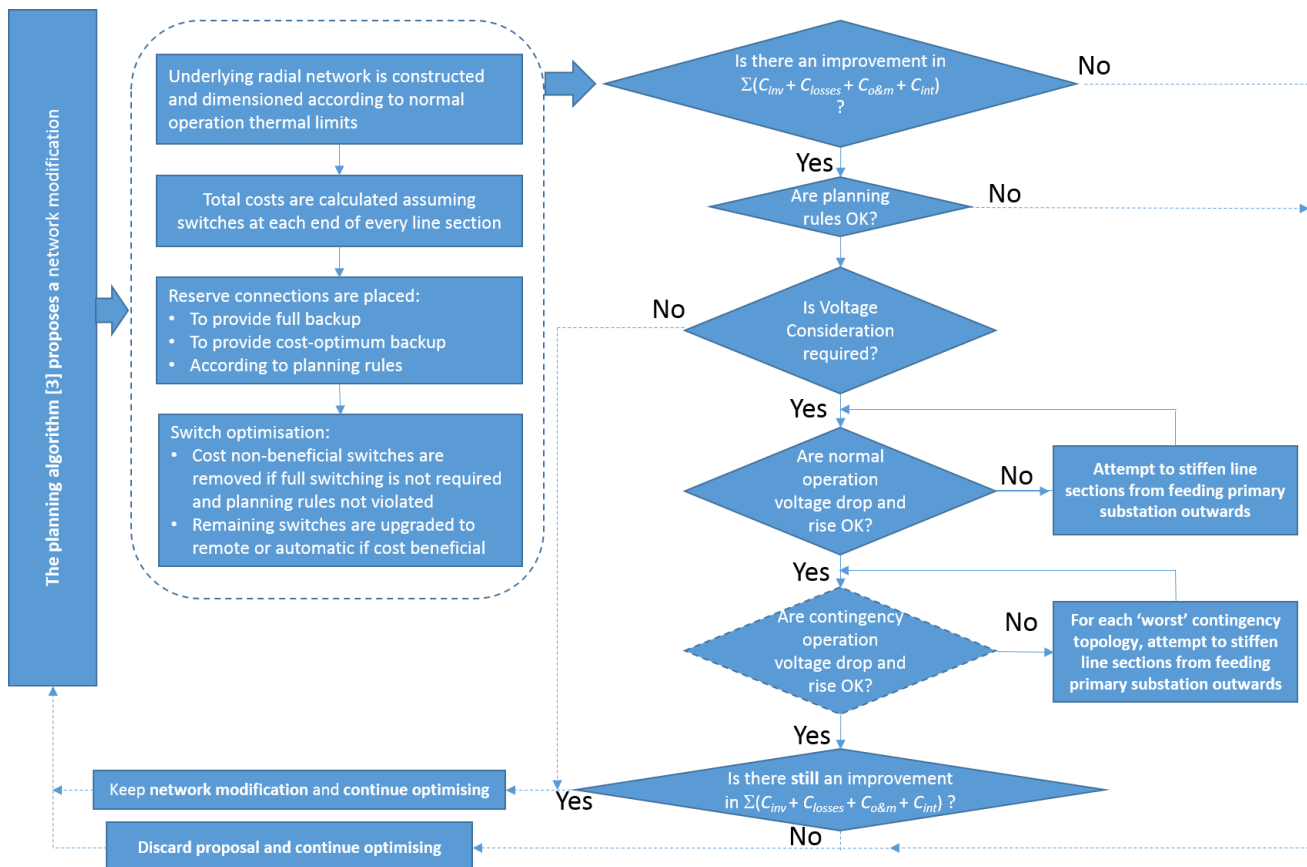 The planning algorithm [3] proposes a network modification
Underlying radial network is constructed
and dimensioned according to normal
operation thermal limits
Total costs are calculated assuming
switches at each end of every line section
Reserve connections are placed:
• To provide full backup
• To provide cost-optimum backup
• According to planning rules
Switch optimisation:
• Cost non-beneficial switches are
removed if full switching is not required
and planning rules not violated
• Remaining switches are upgraded to
remote or automatic if cost beneficial
Is there an improvement in
Σ(Cinv + Closses + Co&m + Cint)
?
No
Yes
Are planning
rules OK?
No
Is Voltage
Consideration
required?
No
Yes
Are normal
operation
voltage drop and
rise OK?
No
Attempt to stiffen line
sections from feeding primary
substation outwards
Yes
Are contingency
operation
voltage drop and
rise OK?
No
For each ‘worst’ contingency
topology, attempt to stiffen
line sections from feeding
primary substation outwards
Yes
Is there still an improvement
in Σ(Cinv + Closses + Co&m + Cint) ?
Yes
No
Keep network modification and continue optimising
Discard proposal and continue optimising